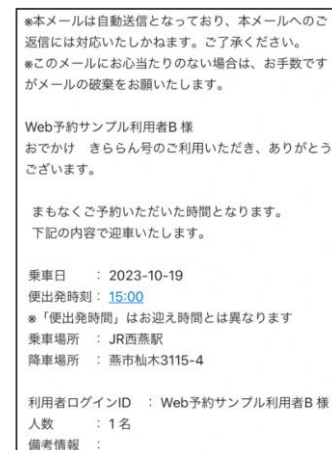 ※本メールは自動送信となっており、本メールへのご
返信には対応いたしかねます。ご了承ください。
※このメールにお心当たりのない場合は、お手数です
がメールの破棄をお願いたします。
Web予約サンプル利用者B 様
おでかけ きららん号のご利用いただき、ありがとう
ございます。
まもなくご予約いただいた時間となります。
下記の内容で迎車いたします。
乗車日 : 2023-10-19
便出発時刻: 15:00
※「便出発時間」はお迎え時間とは異なります
乗車場所 : JR西燕駅
降車場所 : 燕市杣木3115-4
利用者ログインID : Web予約サンプル利用者B 様
人数 : 1 名
備考情報 :